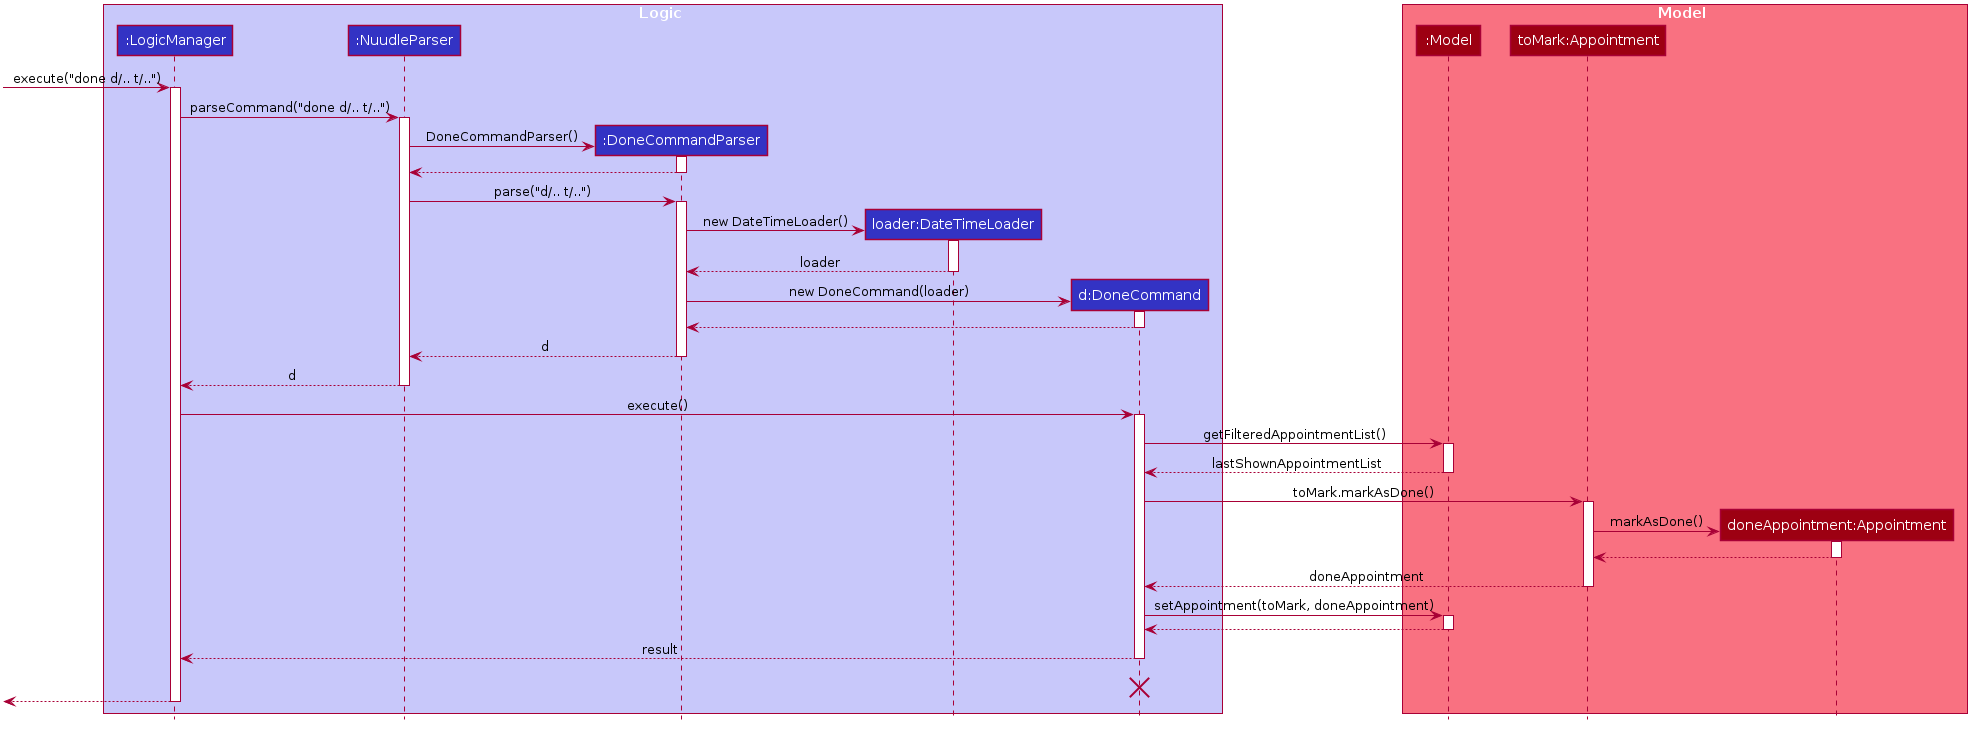 Logic
Model
:LogicManager
:NuudleParser
:Model
toMark:Appointment
execute("done d/.. t/..")
parseCommand("done d/.. t/..")
DoneCommandParser()
:DoneCommandParser
parse("d/.. t/..")
new DateTimeLoader()
loader:DateTimeLoader
loader
new DoneCommand(loader)
d:DoneCommand
d
d
execute()
getFilteredAppointmentList()
lastShownAppointmentList
toMark.markAsDone()
markAsDone()
doneAppointment:Appointment
doneAppointment
setAppointment(toMark, doneAppointment)
result